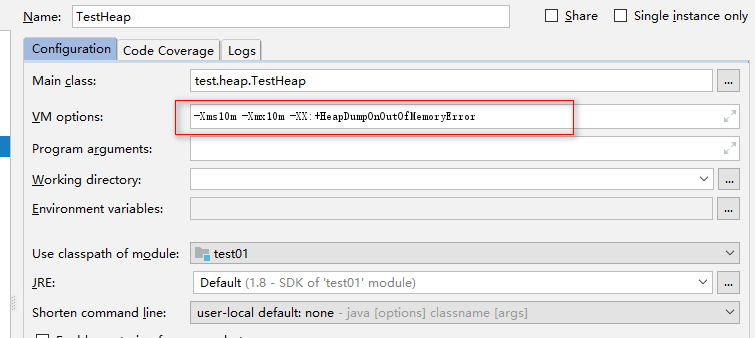 Name: TestHeap Share Single instance only
Configuration Code Coverage Logs
Main class: test.heap.TestHeap ...
VM options: -Xms10m -Xmx10m -XX:+HeapDumpOnOutOfMemoryError
Program arguments:
Working directory: ...
Environment variables: ...
Use classpath of module: test01
JRE: Default (1.8 - SDK of 'test01' module) ...
Shorten command line: user-local default: none - java [options] classname [args]